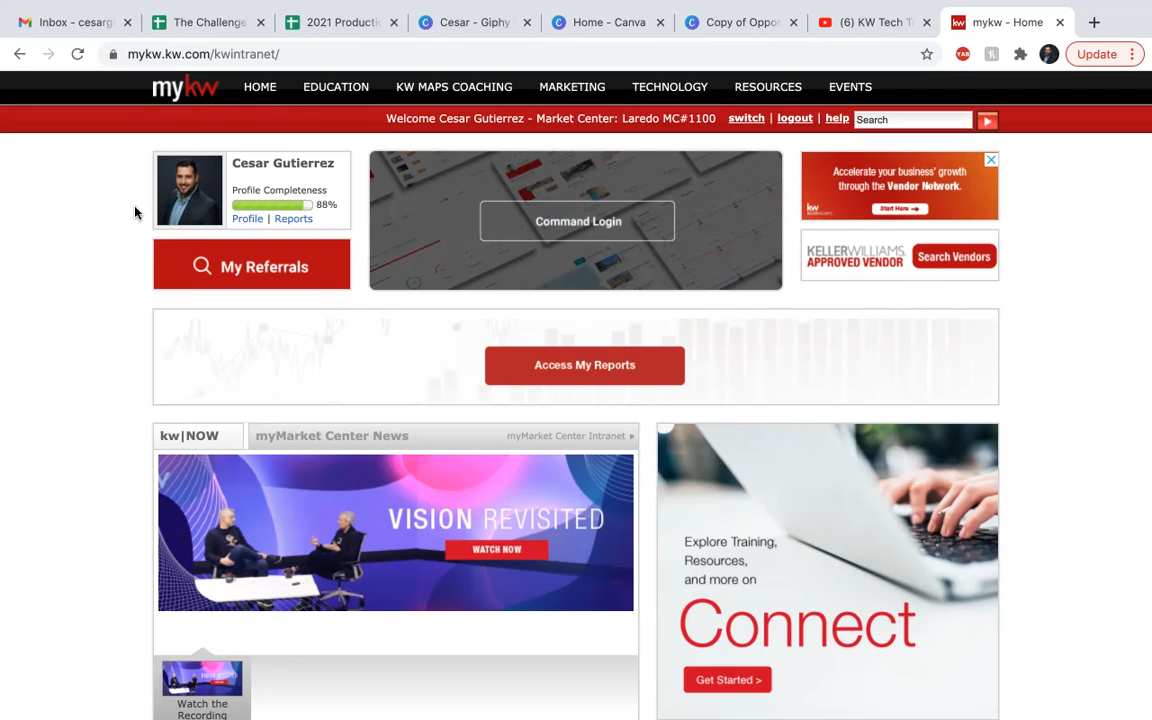 Inbox - cesarg
The Challenge
2021 Producti
Cesar - Giphy
Home - Canva
Copy of Oppor
(6) KW Tech T
mykw - Home
mykw.kw.com/kwintranet/
YAB
Update
mykw
HOME
EDUCATION
KW MAPS COACHING
MARKETING
TECHNOLOGY
RESOURCES
EVENTS
Welcome Cesar Gutierrez - Market Center: Laredo MC#1100
switch | logout | help
Search
Cesar Gutierrez
Profile Completeness
88%
Profile | Reports
My Referrals
Command Login
Accelerate your business' growth
through the Vendor Network.
Start Here
KELLERWILLIAMS.
APPROVED VENDOR
Search Vendors
Access My Reports
kw|NOW
myMarket Center News
myMarket Center Intranet
VISION REVISITED
WATCH NOW
Watch the
Recording
Explore Training,
Resources,
and more on
Connect
Get Started >